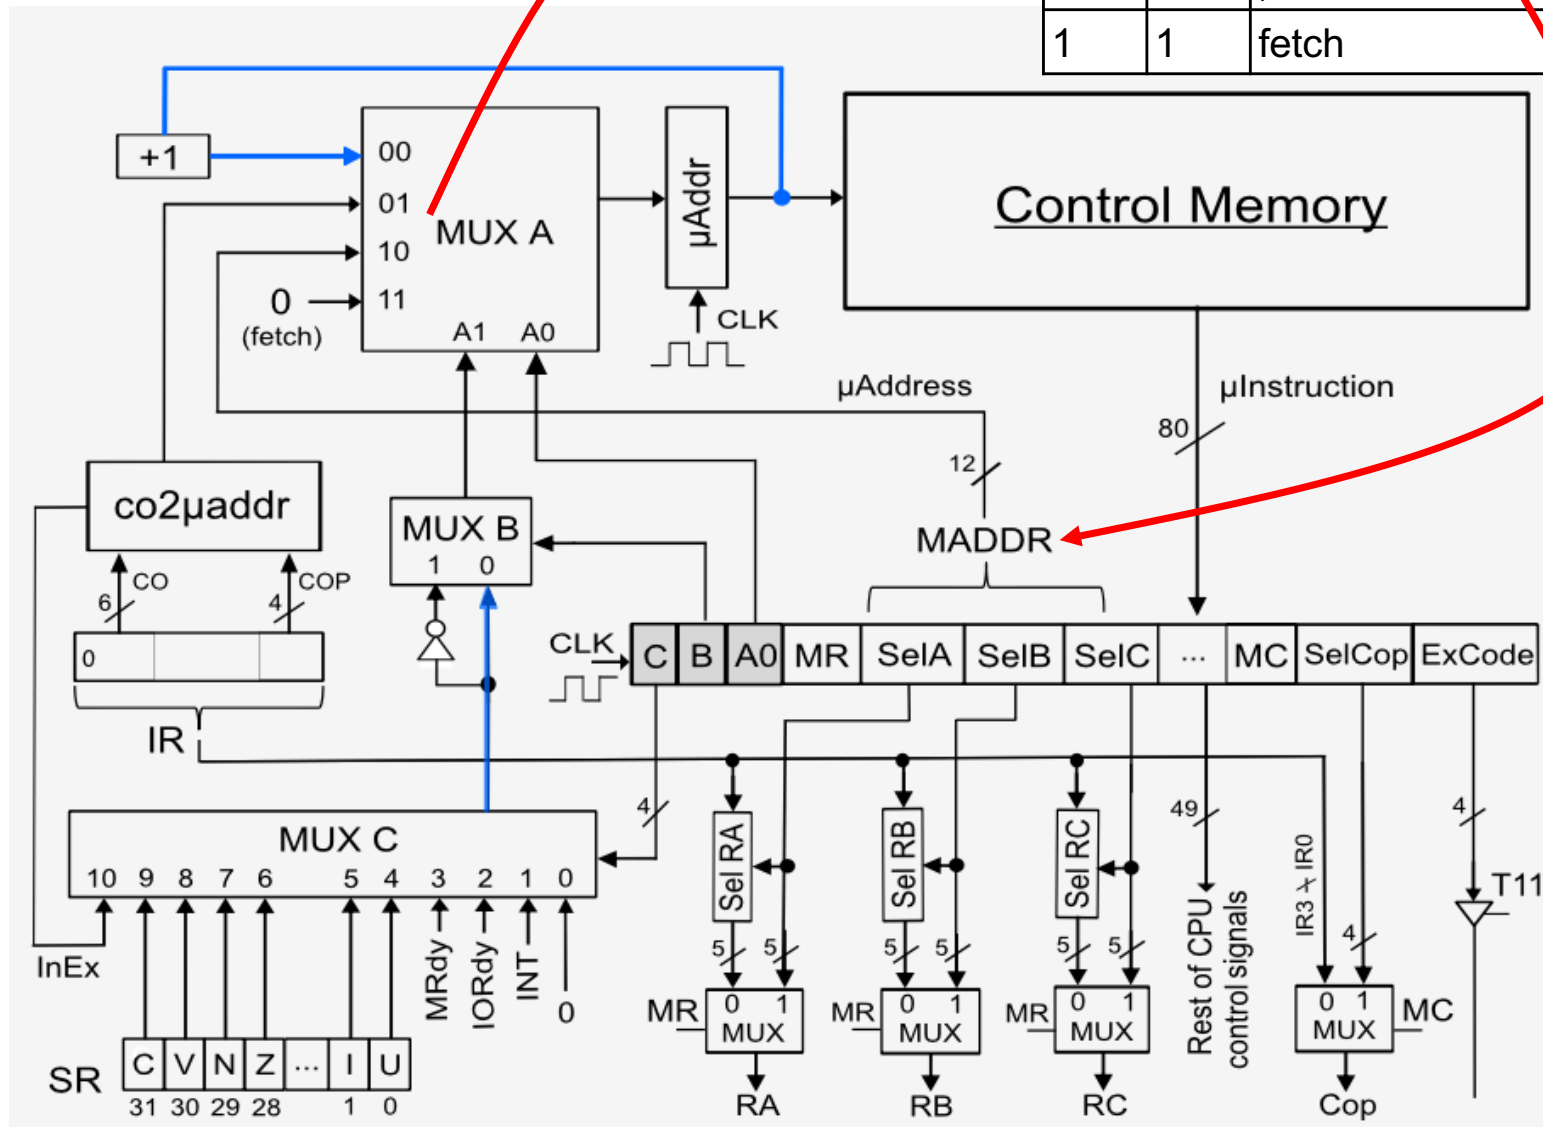 1 1 fetch
+1
00
01
MUX A
10
0
11
(fetch)
A1 A0
µAddr
CLK
Control Memory
µAddress
µInstruction
80
12
co2µaddr
MUX B
1 0
MADDR
CO
COP
6
4
0
IR
CLK
C B A0 MR SelA SelB SelC ... MC SelCop ExCode
4
49
4
MUX C
10 9 8 7 6 5 4 3 2 1 0
Sel RA
Sel RB
Sel RC
IR3
IR0
T11
InEx
MRdy
IORdy
INT
0
5 5 5 5 5 5
4
Rest of CPU
control signals
MR 0 1 MUX
MR 0 1 MUX
MR 0 1 MUX
0 1 MUX MC
SR C V N Z ... I U
31 30 29 28 1 0
RA RB RC Cop